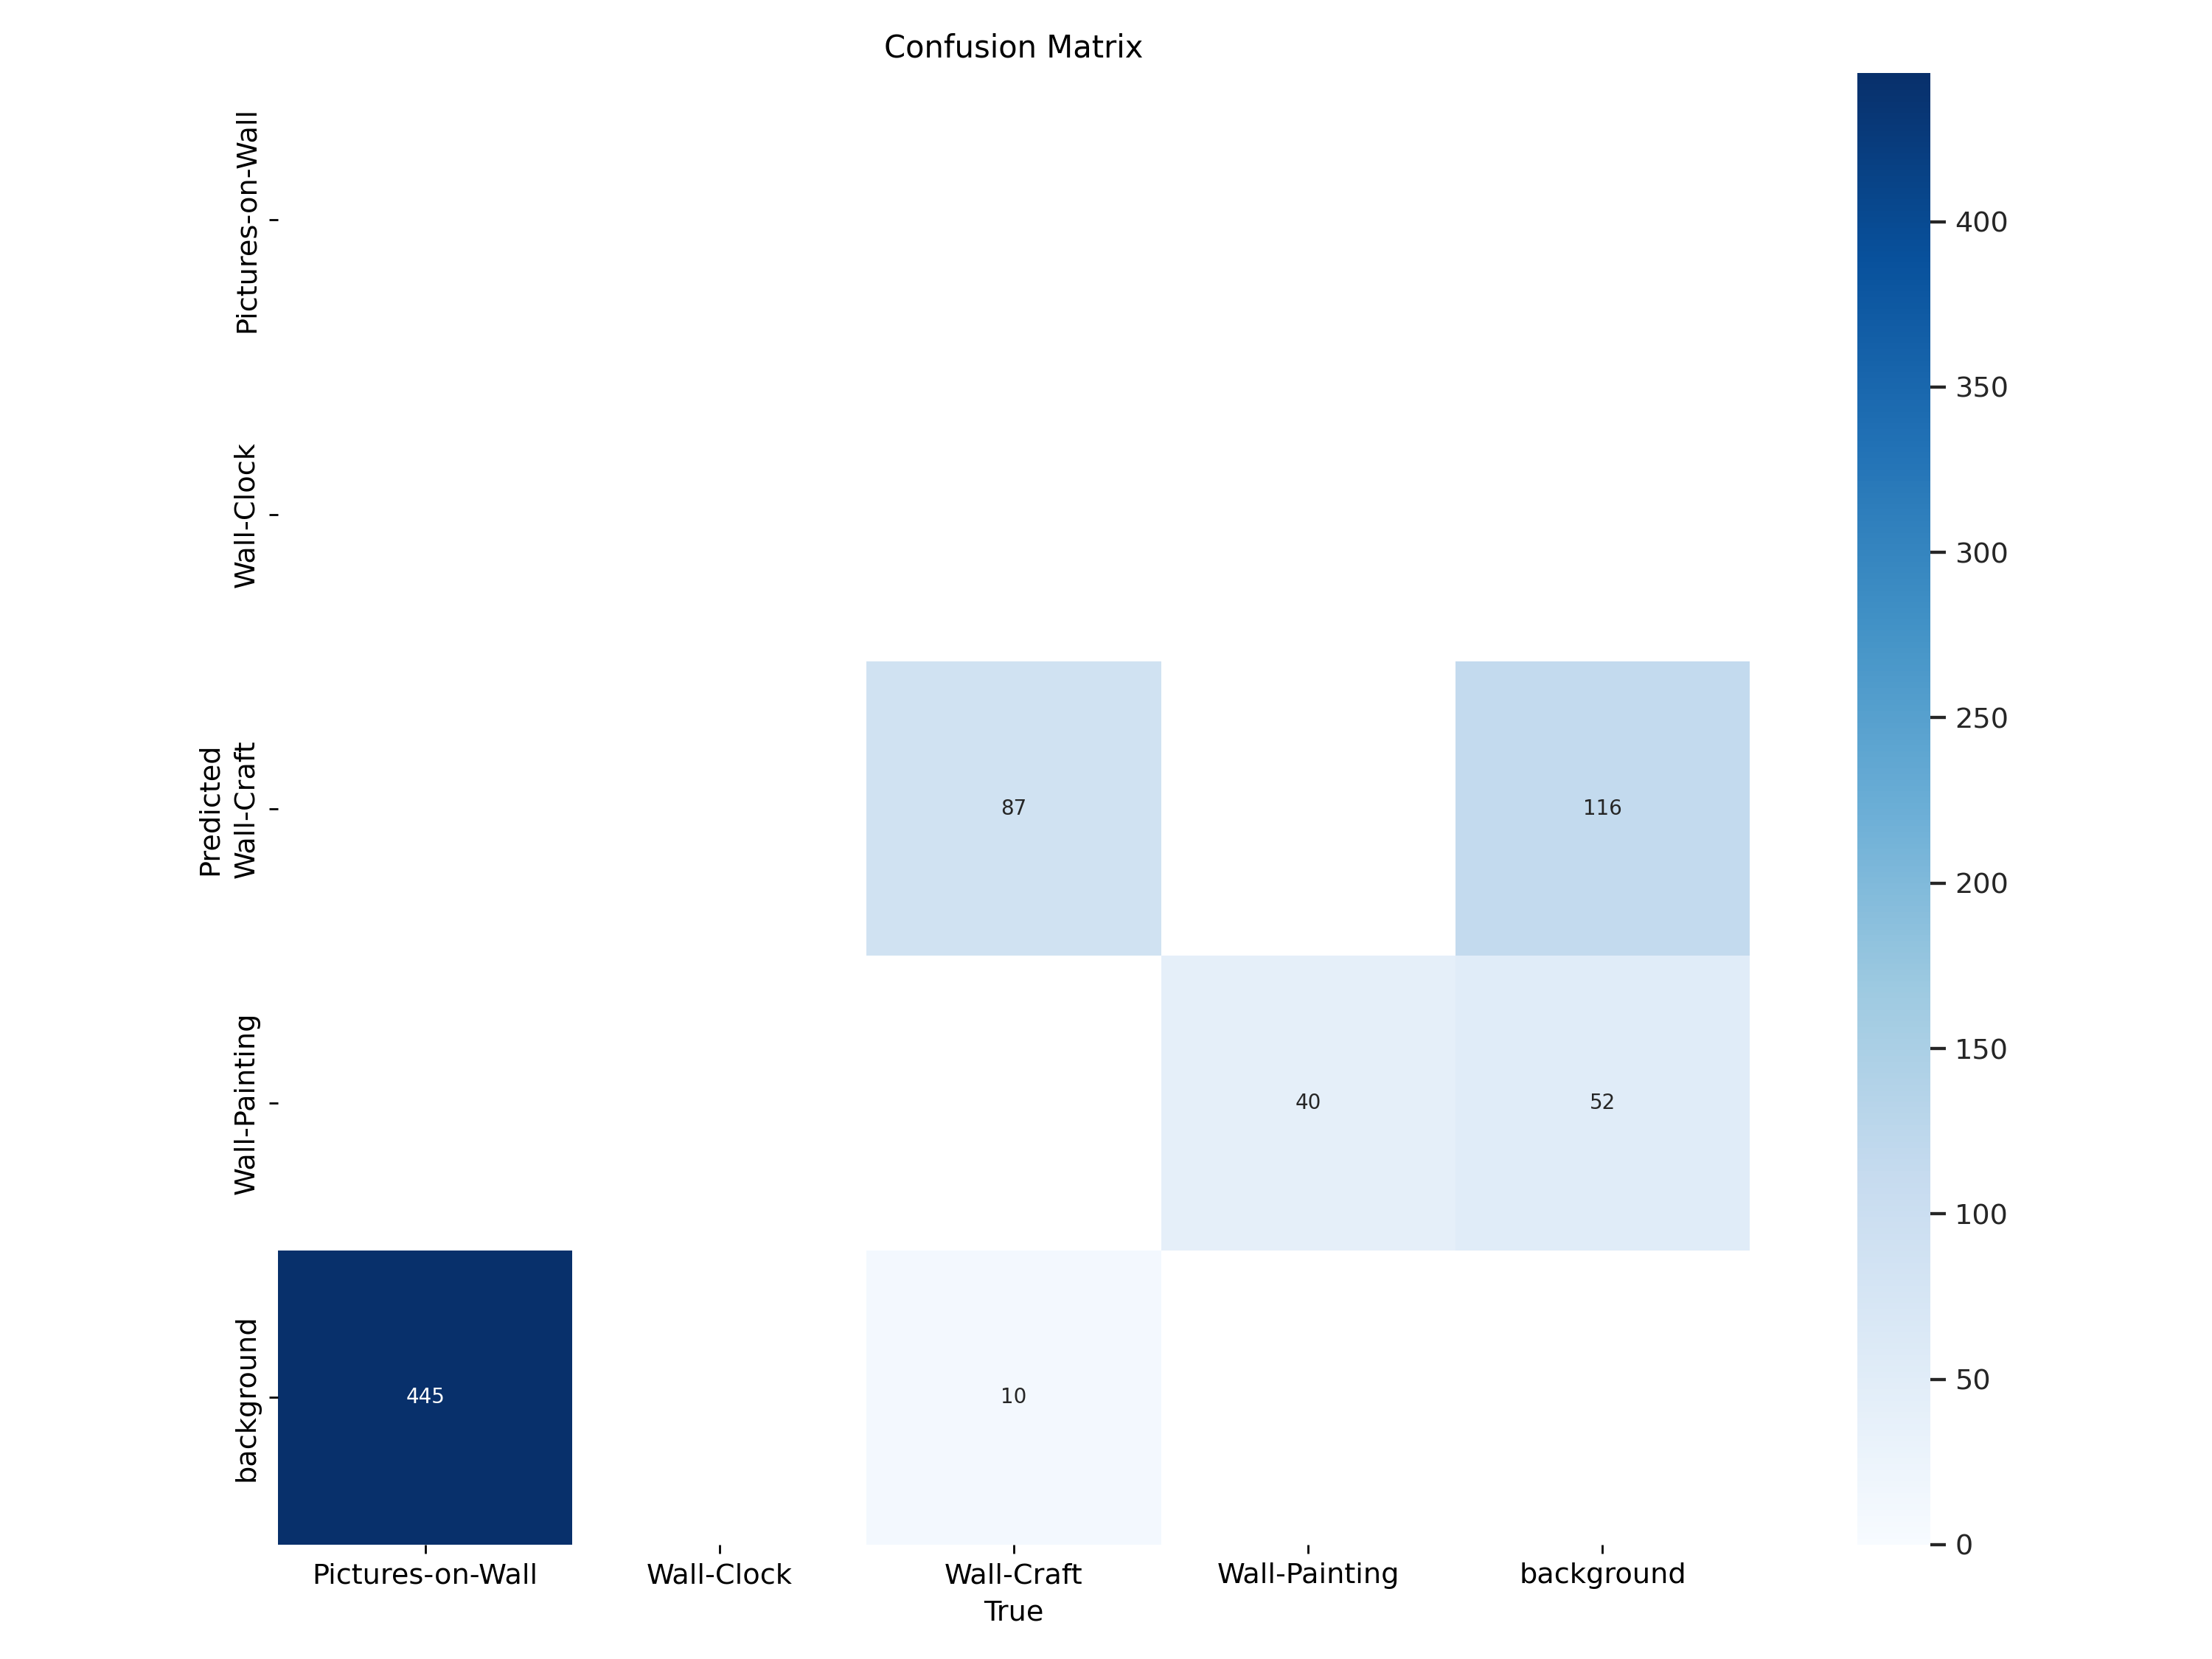 Confusion Matrix
Predicted
Pictures-on-Wall
Wall-Clock
Wall-Craft
Wall-Painting
background
87
116
40
52
445
10
Pictures-on-Wall
Wall-Clock
Wall-Craft
Wall-Painting
background
True
400
350
300
250
200
150
100
50
0